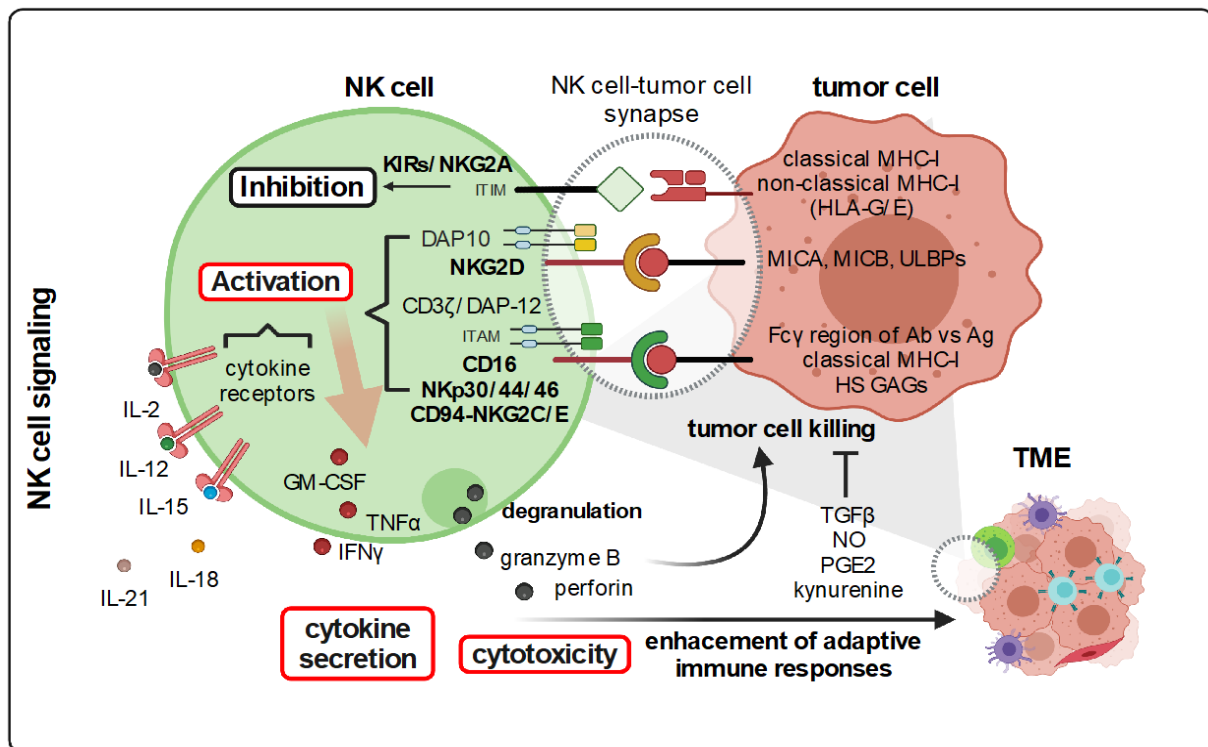 NK cell signaling
NK cell
NK cell-tumor cell
synapse
tumor cell
KIRs/ NKG2A
Inhibition
ITIM
classical MHC-I
non-classical MHC-I
(HLA-G/ E)
DAP10
NKG2D
MICA, MICB, ULBPs
Activation
CD3ζ/ DAP-12
ITAM
CD16
NKp30/ 44/ 46
CD94-NKG2C/ E
Fcγ region of Ab vs Ag
classical MHC-I
HS GAGs
cytokine
receptors
IL-2
IL-12
IL-15
IL-18
IL-21
GM-CSF
TNFα
IFNγ
degranulation
granzyme B
perforin
tumor cell killing
TGFβ
NO
PGE2
kynurenine
TME
cytokine
secretion
cytotoxicity
enhacement of adaptive
immune responses